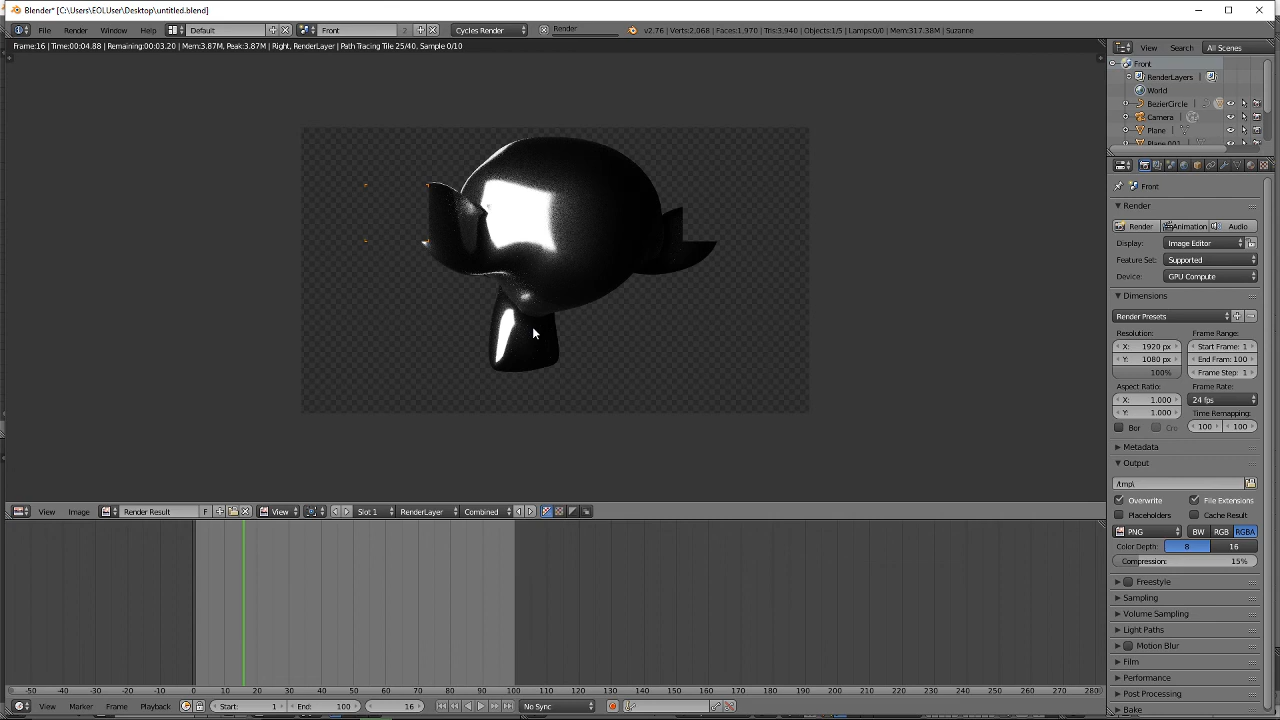 Blender* [C:\Users\EOLUser\Desktop\untitled.blend]
File Render Window Help Default Front 2 Cycles Render Render v2.76 | Verts:2,068 | Faces:1,970 | Tris:3,940 | Objects:1/5 | Lamps:0/0 | Mem:317.38M | Suzanne
Frame:16 | Time:00:04.88 | Remaining:00:03.20 | Mem:3.87M, Peak:3.87M | Right, RenderLayer | Path Tracing Tile 25/40, Sample 0/10
View Search All Scenes
Front
RenderLayers
World
BezierCircle
Camera
Plane
Plane.001
Front
Render
Render Animation Audio
Display: Image Editor
Feature Set: Supported
Device: GPU Compute
Dimensions
Render Presets
Resolution: Frame Range:
X: 1920 px Start Frame: 1
Y: 1080 px End Fram: 100
100% Frame Step: 1
Aspect Ratio: Frame Rate:
X: 1.000 24 fps
Y: 1.000 Time Remapping:
Bor Cro 100 100
Metadata
Output
/tmp\
Overwrite File Extensions
Placeholders Cache Result
PNG BW RGB RGBA
Color Depth: 8 16
Compression: 15%
Freestyle
Sampling
Volume Sampling
Light Paths
Motion Blur
Film
Performance
Post Processing
Bake
View Image Render Result F View Slot 1 RenderLayer Combined
-50 -40 -30 -20 -10 0 10 20 30 40 50 60 70 80 90 100 110 120 130 140 150 160 170 180 190 200 210 220 230 240 250 260 270 280
View Marker Frame Playback Start: 1 End: 100 16 No Sync